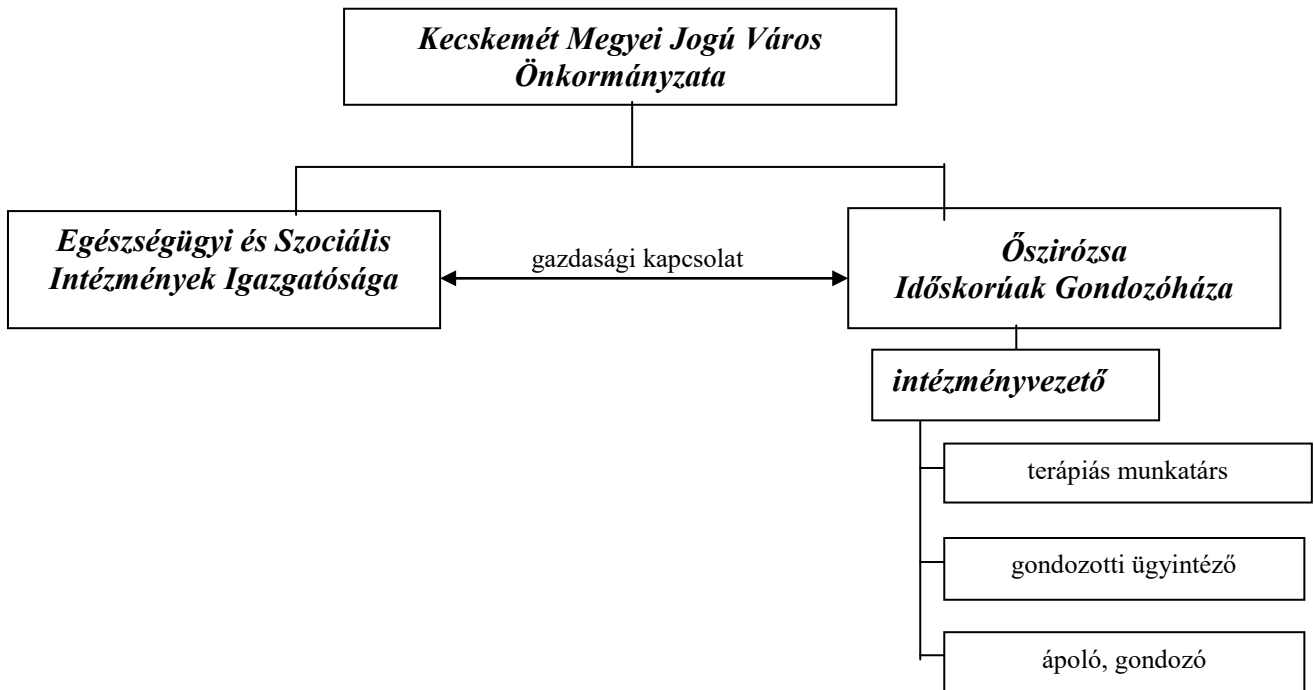 Kecskemét Megyei Jogú Város
Önkormányzata
Egészségügyi és Szociális
Intézmények Igazgatósága
gazdasági kapcsolat
Őszirózsa
Időskorúak Gondozóháza
intézményvezető
terápiás munkatárs
gondozotti ügyintéző
ápoló, gondozó